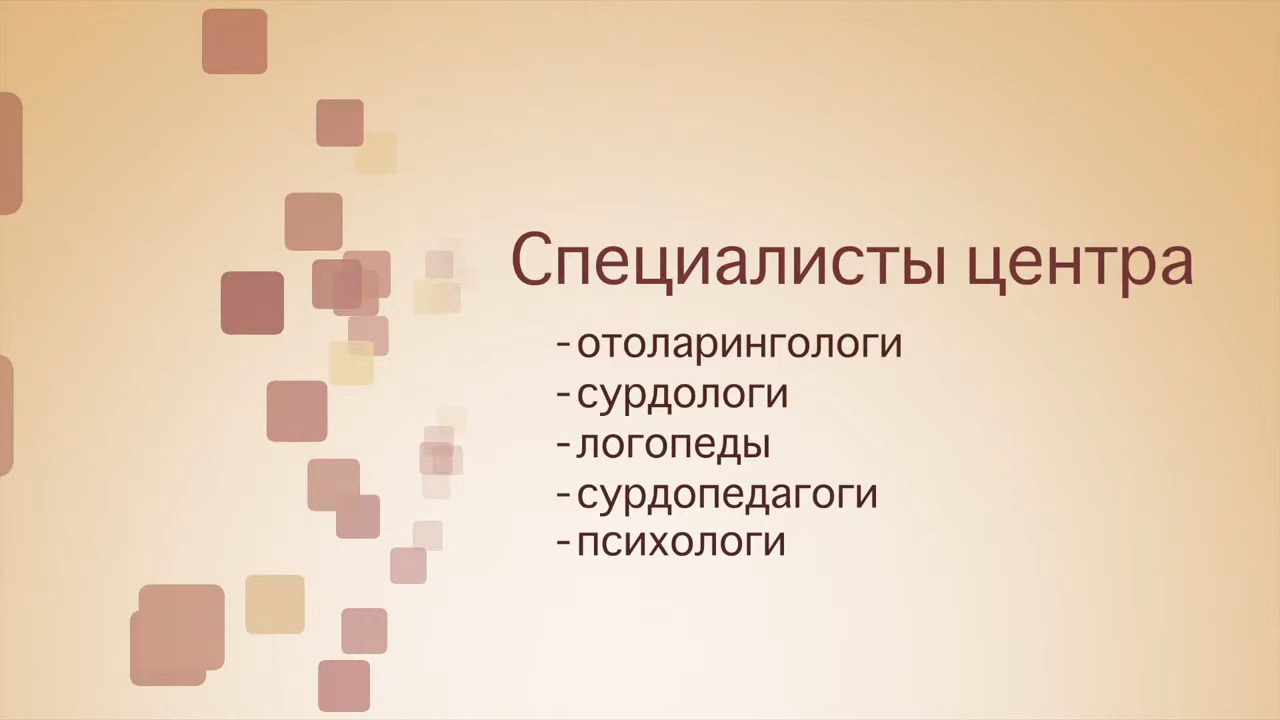 Специалисты центра
-отоларингологи
-сурдологи
-логопеды
-сурдопедагоги
-психологи